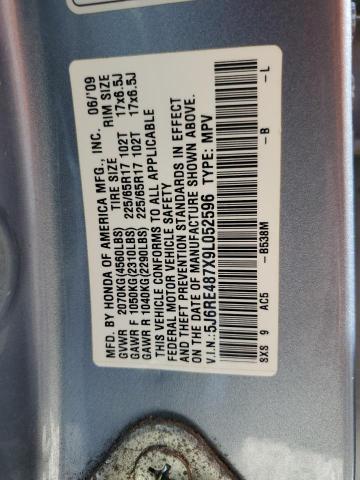 MFD. BY HONDA OF AMERICA MFG., INC. 06/'09
TIRE SIZE RIM SIZE
GVWR 2070KG(4560LBS)
GAWR F 1050KG(2310LBS) 225/65R17 102T 17x6.5J
GAWR R 1040KG(2290LBS) 225/65R17 102T 17x6.5J
THIS VEHICLE CONFORMS TO ALL APPLICABLE
FEDERAL MOTOR VEHICLE SAFETY
AND THEFT PREVENTION STANDARDS IN EFFECT
ON THE DATE OF MANUFACTURE SHOWN ABOVE.
V.I.N.:5J6RE487X9L052596 TYPE: MPV
SXS 9 AC5 -B538M -B -L